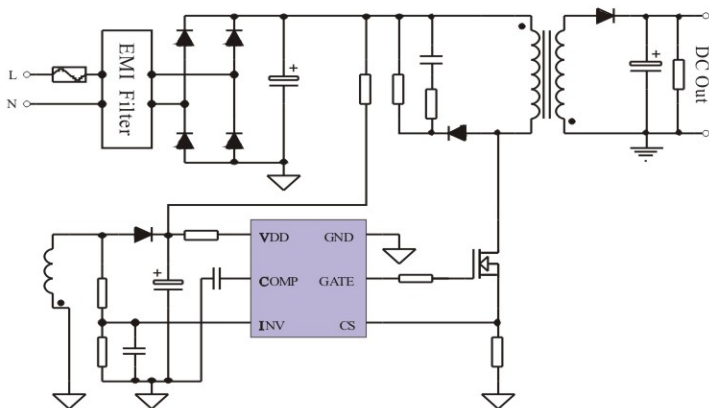 L
N
EMI Filter
DC Out
VDD
GND
COMP
GATE
INV
CS
+
+
+